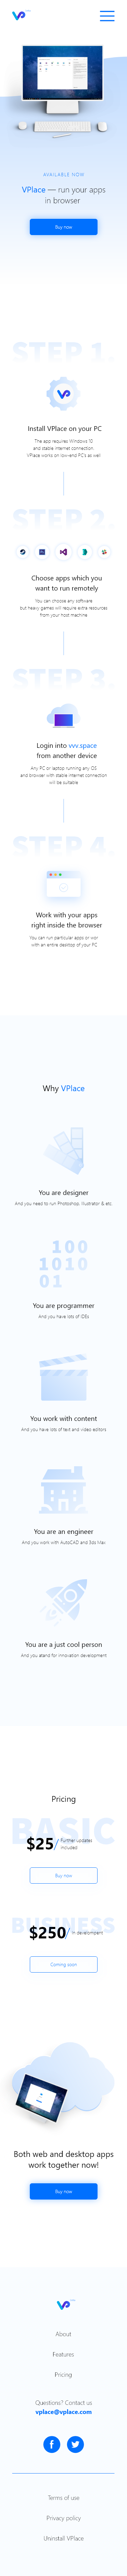 VP
AVAILABLE NOW
VPlace — run your apps
in browser
Buy now
STEP 1.
Install VPlace on your PC
The app requires Windows 10
and stable internet connection.
VPlace works on low-end PC's as well.
STEP 2.
Choose apps which you
want to run remotely
You can choose any software
but heavy games will require extra resources
from your host machine.
STEP 3.
Login into vvv.space
from another device
Any PC or laptop running any OS
and browser with stable internet connection
will be suitable.
STEP 4.
Work with your apps
right inside the browser
You can run particular apps or wor
with an entire desktop of your PC
Why VPlace
You are designer
And you need to run Photoshop, Illustrator & etc.
100
1010
01
You are programmer
And you have lots of IDEs
You work with content
And you have lots of text and video editors
You are an engineer
And you work with AutoCAD and 3ds Max
You are a just cool person
And you atand for innovation development
Pricing
BASIC
$25/ Further updates
included
Buy now
BUSINESS
$250/ In development
Coming soon
Both web and desktop apps
work together now!
Buy now
VP
About
Features
Pricing
Questions? Contact us
vplace@vplace.com
Terms of use
Privacy policy
Uninstall VPlace